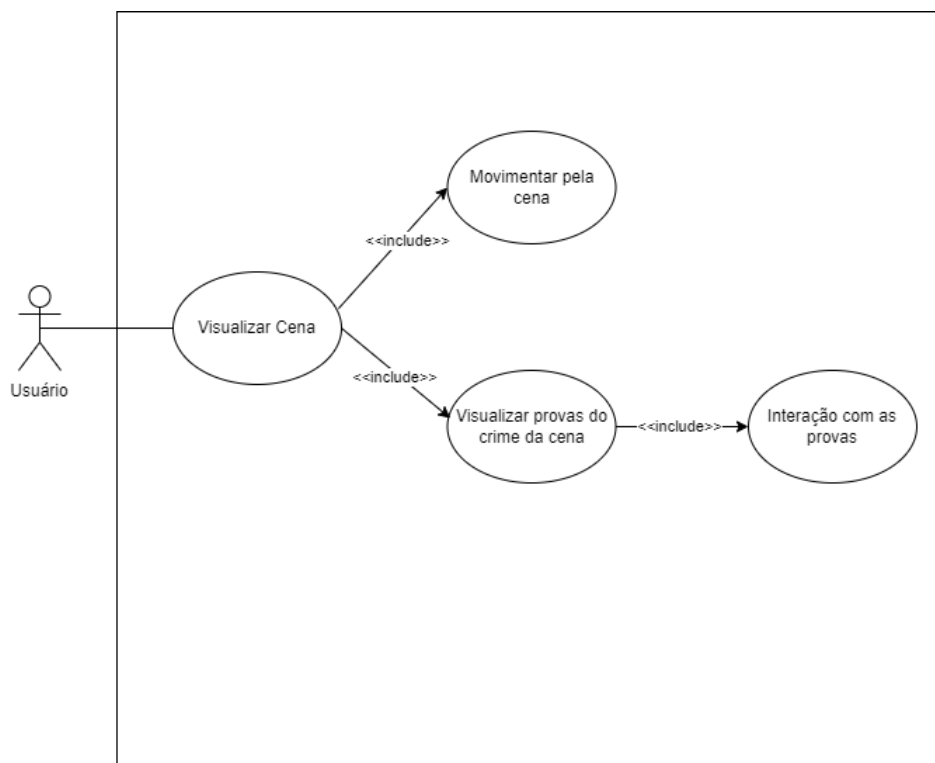 Movimentar pela
cena
<<include>>
Visualizar Cena
Usuário
<<include>>
Visualizar provas do
crime da cena
<<include>>
Interação com as
provas